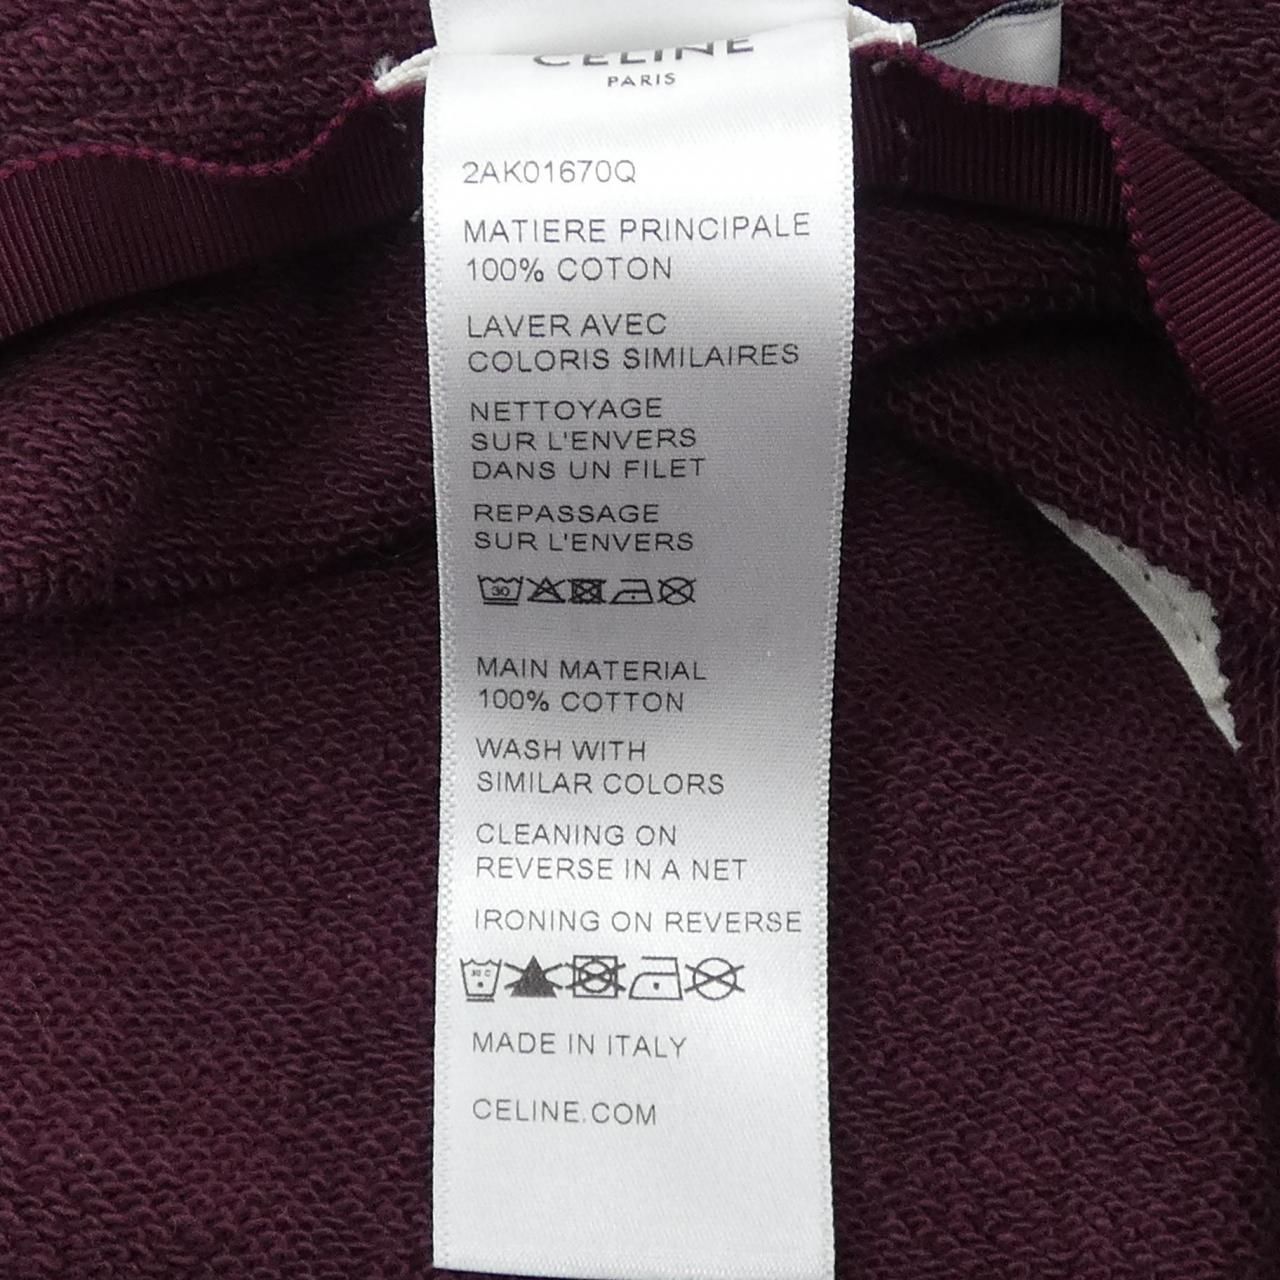 CELINE
PARIS
2AK01670Q
MATIERE PRINCIPALE
100% COTON
LAVER AVEC
COLORIS SIMILAIRES
NETTOYAGE
SUR L'ENVERS
DANS UN FILET
REPASSAGE
SUR L'ENVERS
30
MAIN MATERIAL
100% COTTON
WASH WITH
SIMILAR COLORS
CLEANING ON
REVERSE IN A NET
IRONING ON REVERSE
30 C
MADE IN ITALY
CELINE.COM